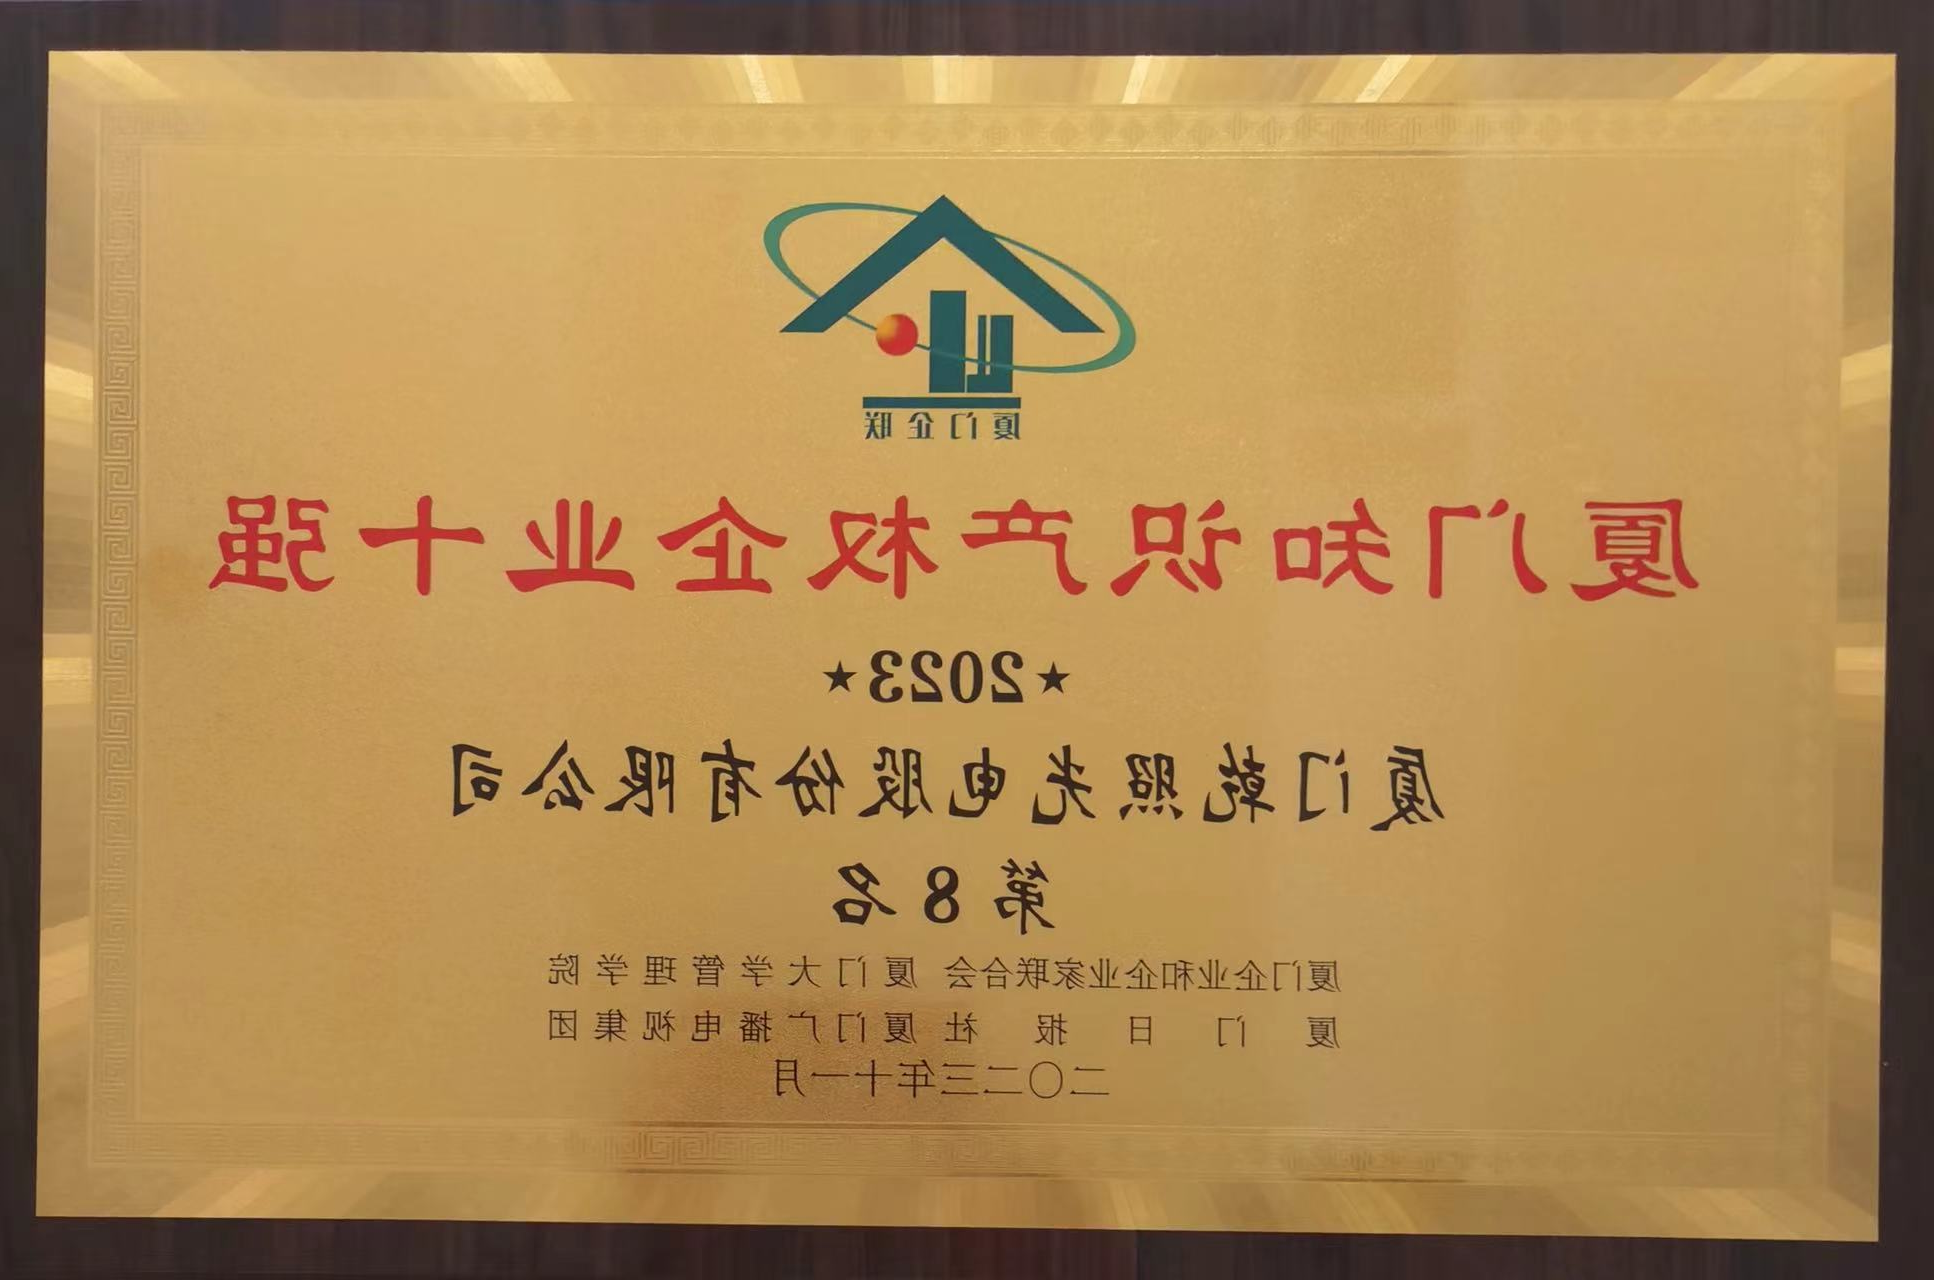 厦门企联
厦门知识产权企业十强
★2023★
厦门乾照光电股份有限公司
第8名
厦门企业和企业家联合会 厦门大学管理学院
厦门日报社 厦门广播电视集团
二〇二三年十一月